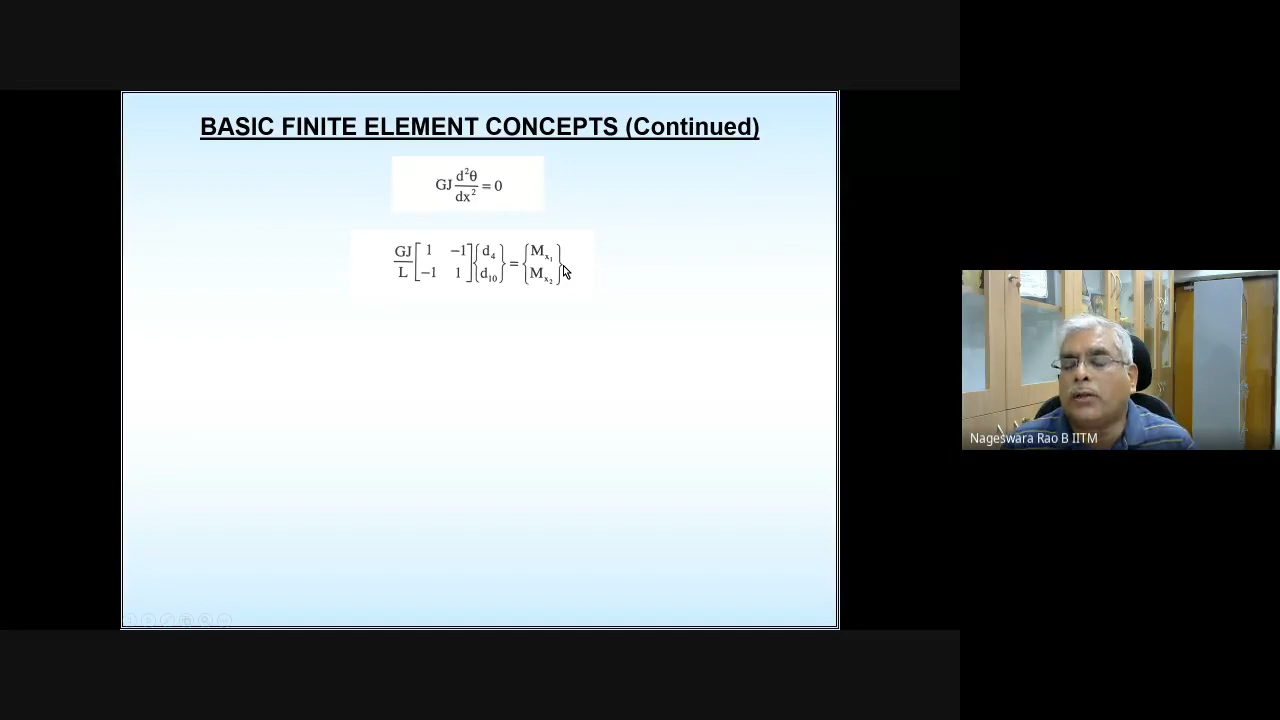 BASIC FINITE ELEMENT CONCEPTS (Continued)
GJ d²θ/dx² = 0
GJ/L [1 −1; −1 1] {d₄; d₁₀} = {Mₓ₁; Mₓ₂}
Nageswara Rao B IITM